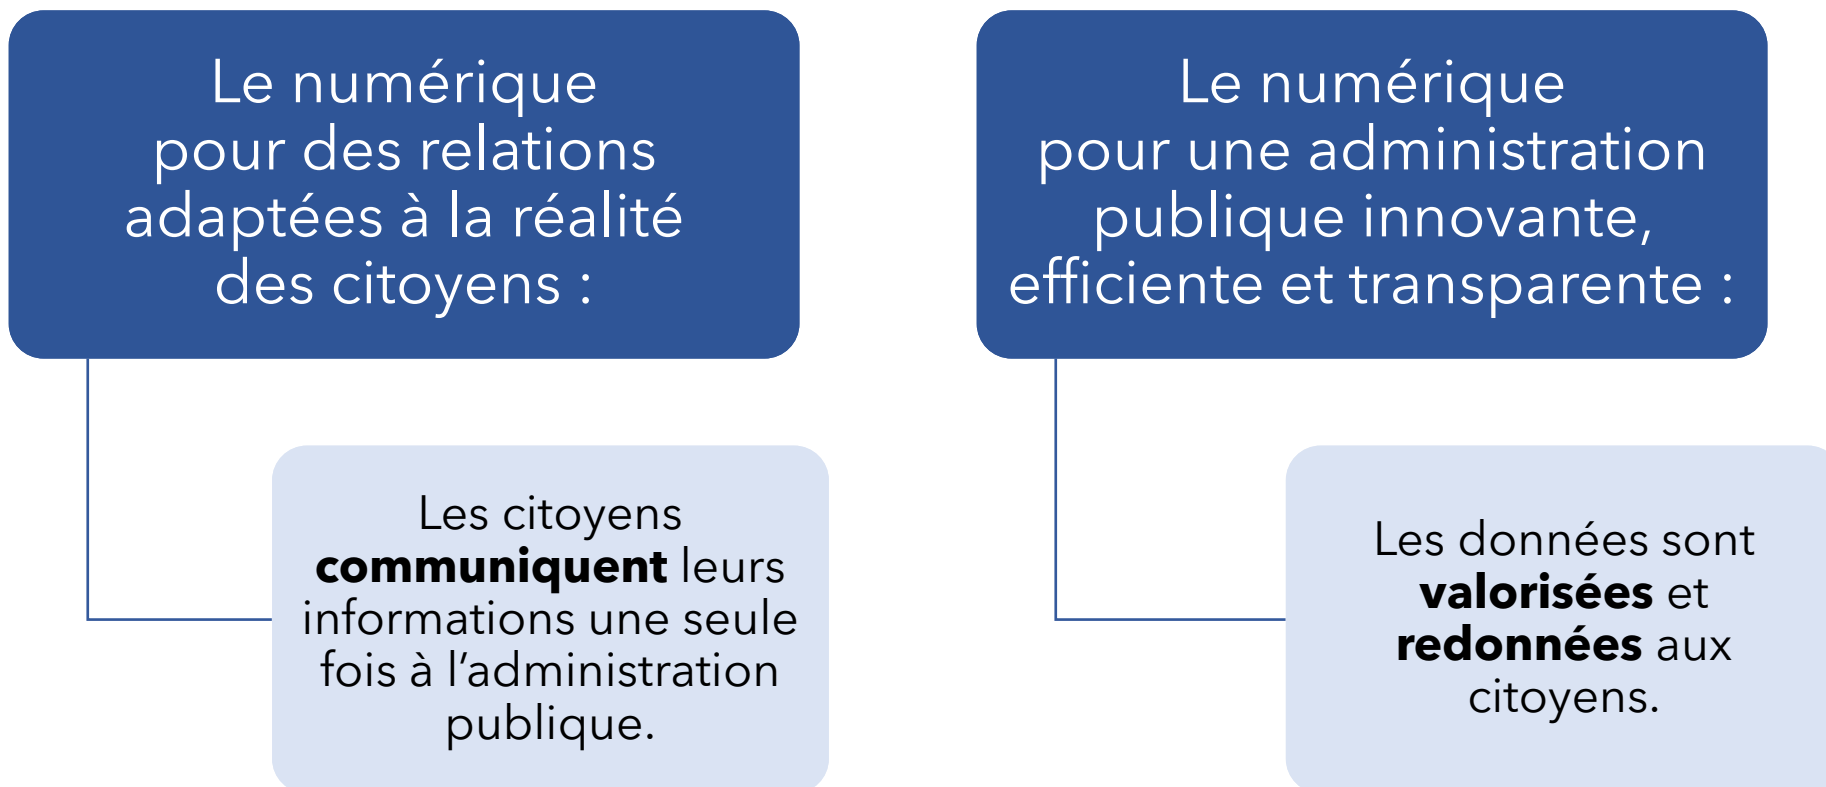 Le numérique
pour des relations
adaptées à la réalité
des citoyens :
Les citoyens
communiquent leurs
informations une seule
fois à l’administration
publique.
Le numérique
pour une administration
publique innovante,
efficiente et transparente :
Les données sont
valorisées et
redonnées aux
citoyens.